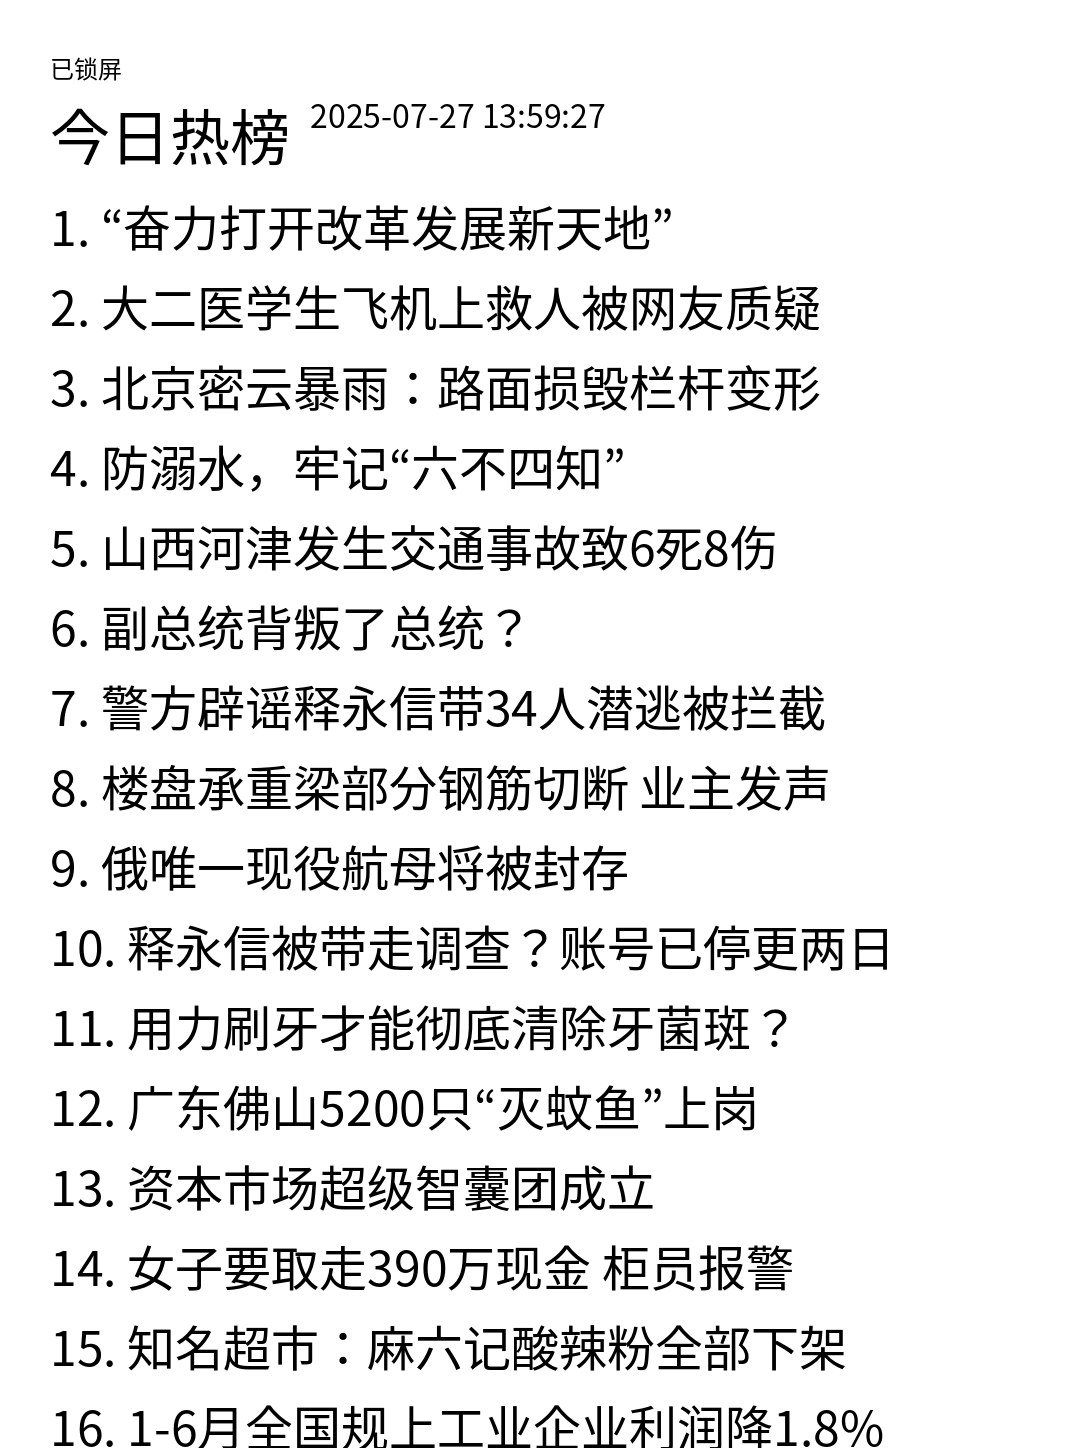 已锁屏
今日热榜 2025-07-27 13:59:27
1. “奋力打开改革发展新天地”
2. 大二医学生飞机上救人被网友质疑
3. 北京密云暴雨：路面损毁栏杆变形
4. 防溺水，牢记“六不四知”
5. 山西河津发生交通事故致6死8伤
6. 副总统背叛了总统？
7. 警方辟谣释永信带34人潜逃被拦截
8. 楼盘承重梁部分钢筋切断 业主发声
9. 俄唯一现役航母将被封存
10. 释永信被带走调查？账号已停更两日
11. 用力刷牙才能彻底清除牙菌斑？
12. 广东佛山5200只“灭蚊鱼”上岗
13. 资本市场超级智囊团成立
14. 女子要取走390万现金 柜员报警
15. 知名超市：麻六记酸辣粉全部下架
16. 1-6月全国规上工业企业利润降1.8%